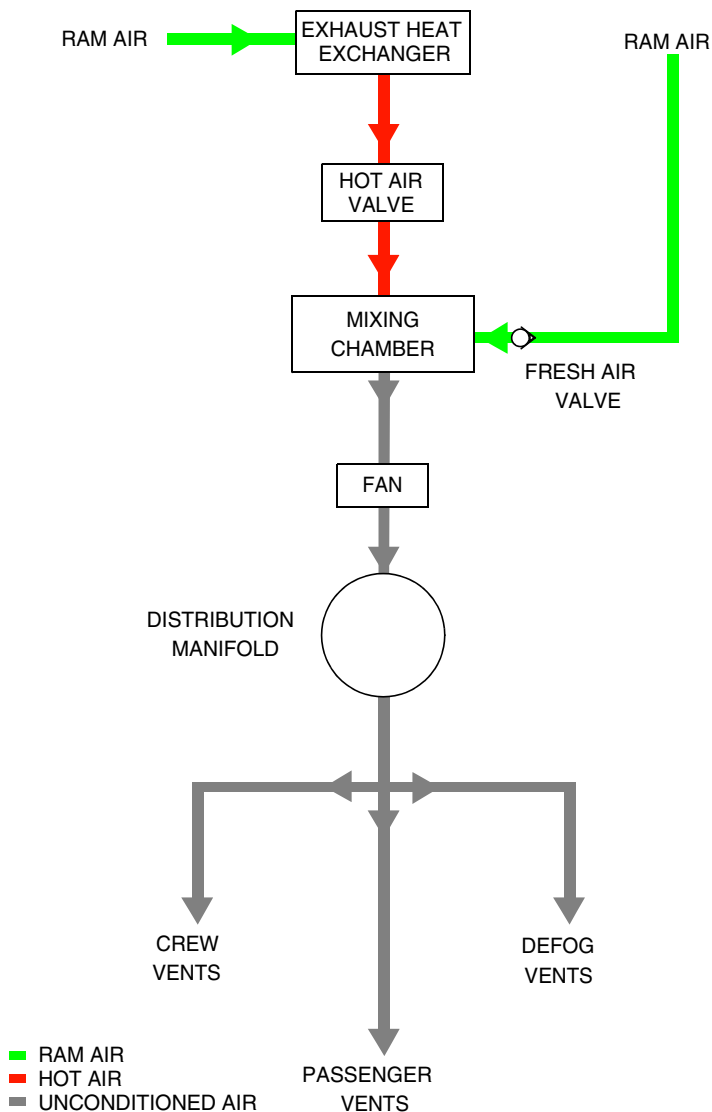 RAM AIR
EXHAUST HEAT
EXCHANGER
RAM AIR
HOT AIR
VALVE
MIXING
CHAMBER
FRESH AIR
VALVE
FAN
DISTRIBUTION
MANIFOLD
CREW
VENTS
DEFOG
VENTS
PASSENGER
VENTS
RAM AIR
HOT AIR
UNCONDITIONED AIR